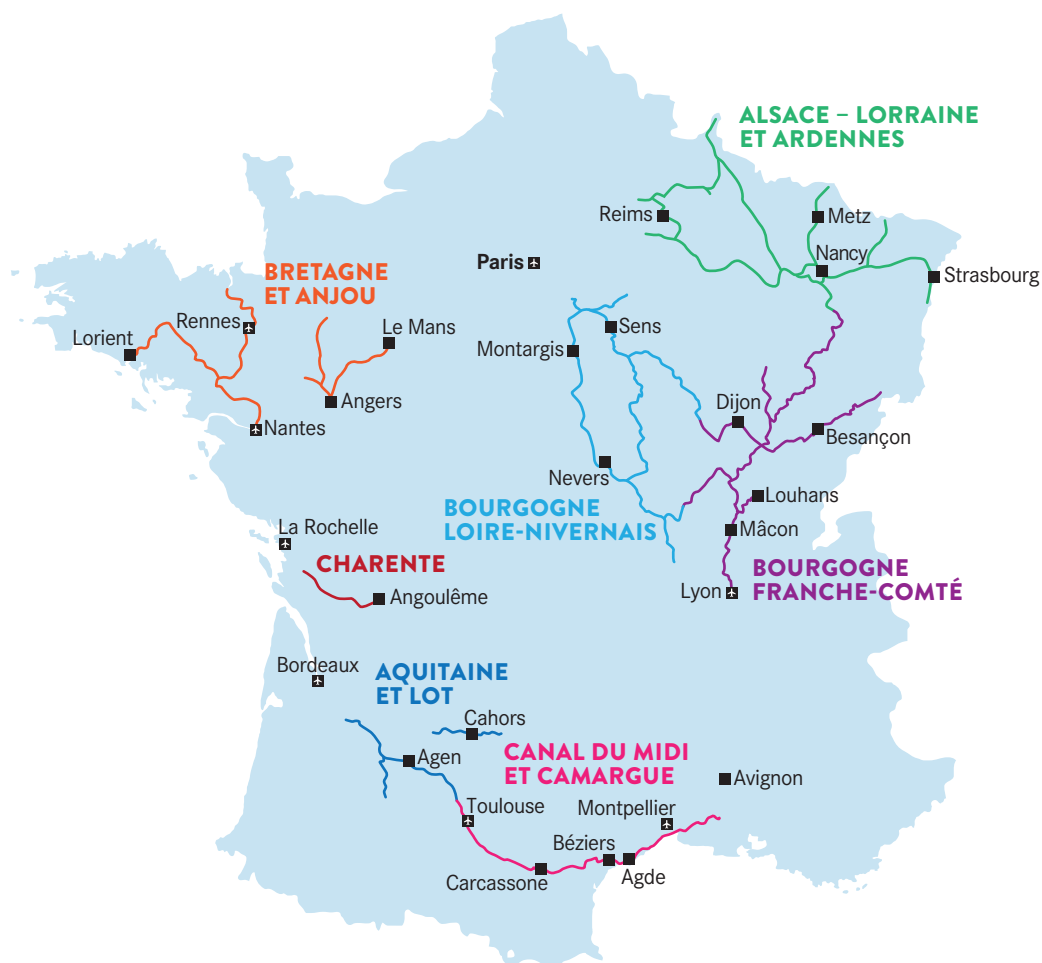 ALSACE – LORRAINE
ET ARDENNES
Reims
Metz
Nancy
Strasbourg
Paris
BRETAGNE
ET ANJOU
Rennes
Lorient
Le Mans
Angers
Nantes
Sens
Montargis
Dijon
Besançon
Nevers
Louhans
BOURGOGNE
LOIRE-NIVERNAIS
Mâcon
BOURGOGNE
FRANCHE-COMTÉ
Lyon
La Rochelle
CHARENTE
Angoulême
Bordeaux
AQUITAINE
ET LOT
Cahors
Agen
CANAL DU MIDI
ET CAMARGUE
Avignon
Toulouse
Montpellier
Béziers
Agde
Carcassone